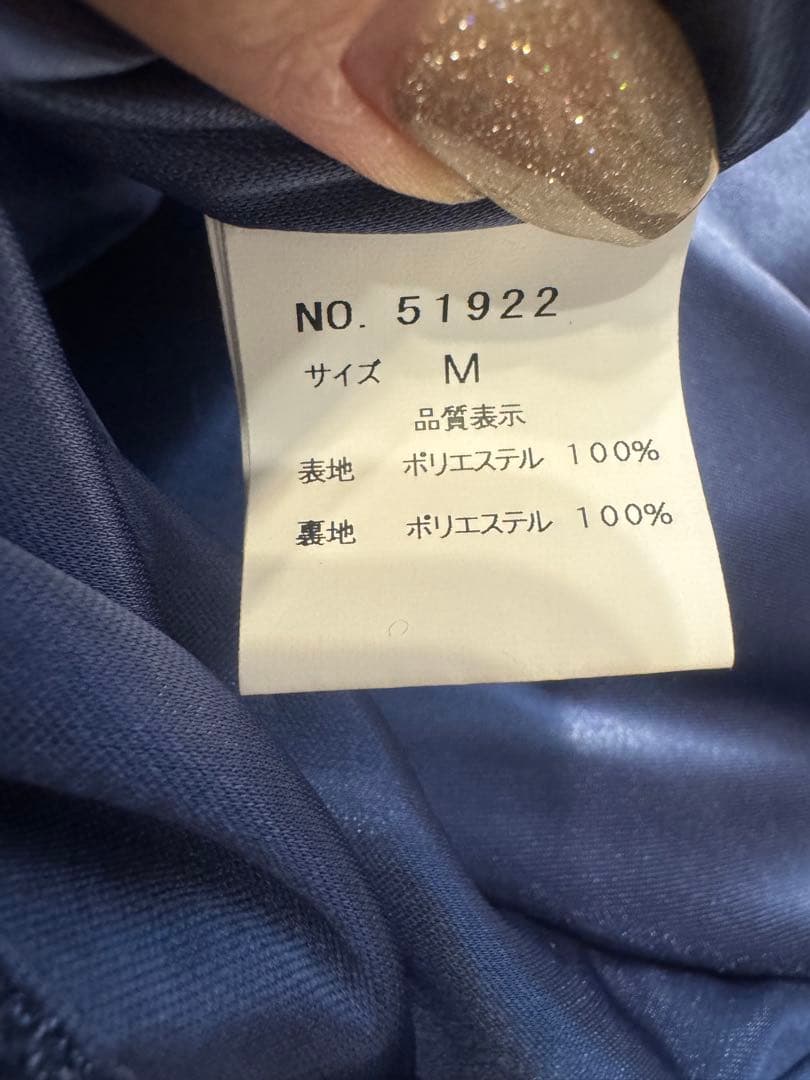 NO. 51922
サイズ M
品質表示
表地 ポリエステル 100%
裏地 ポリエステル 100%